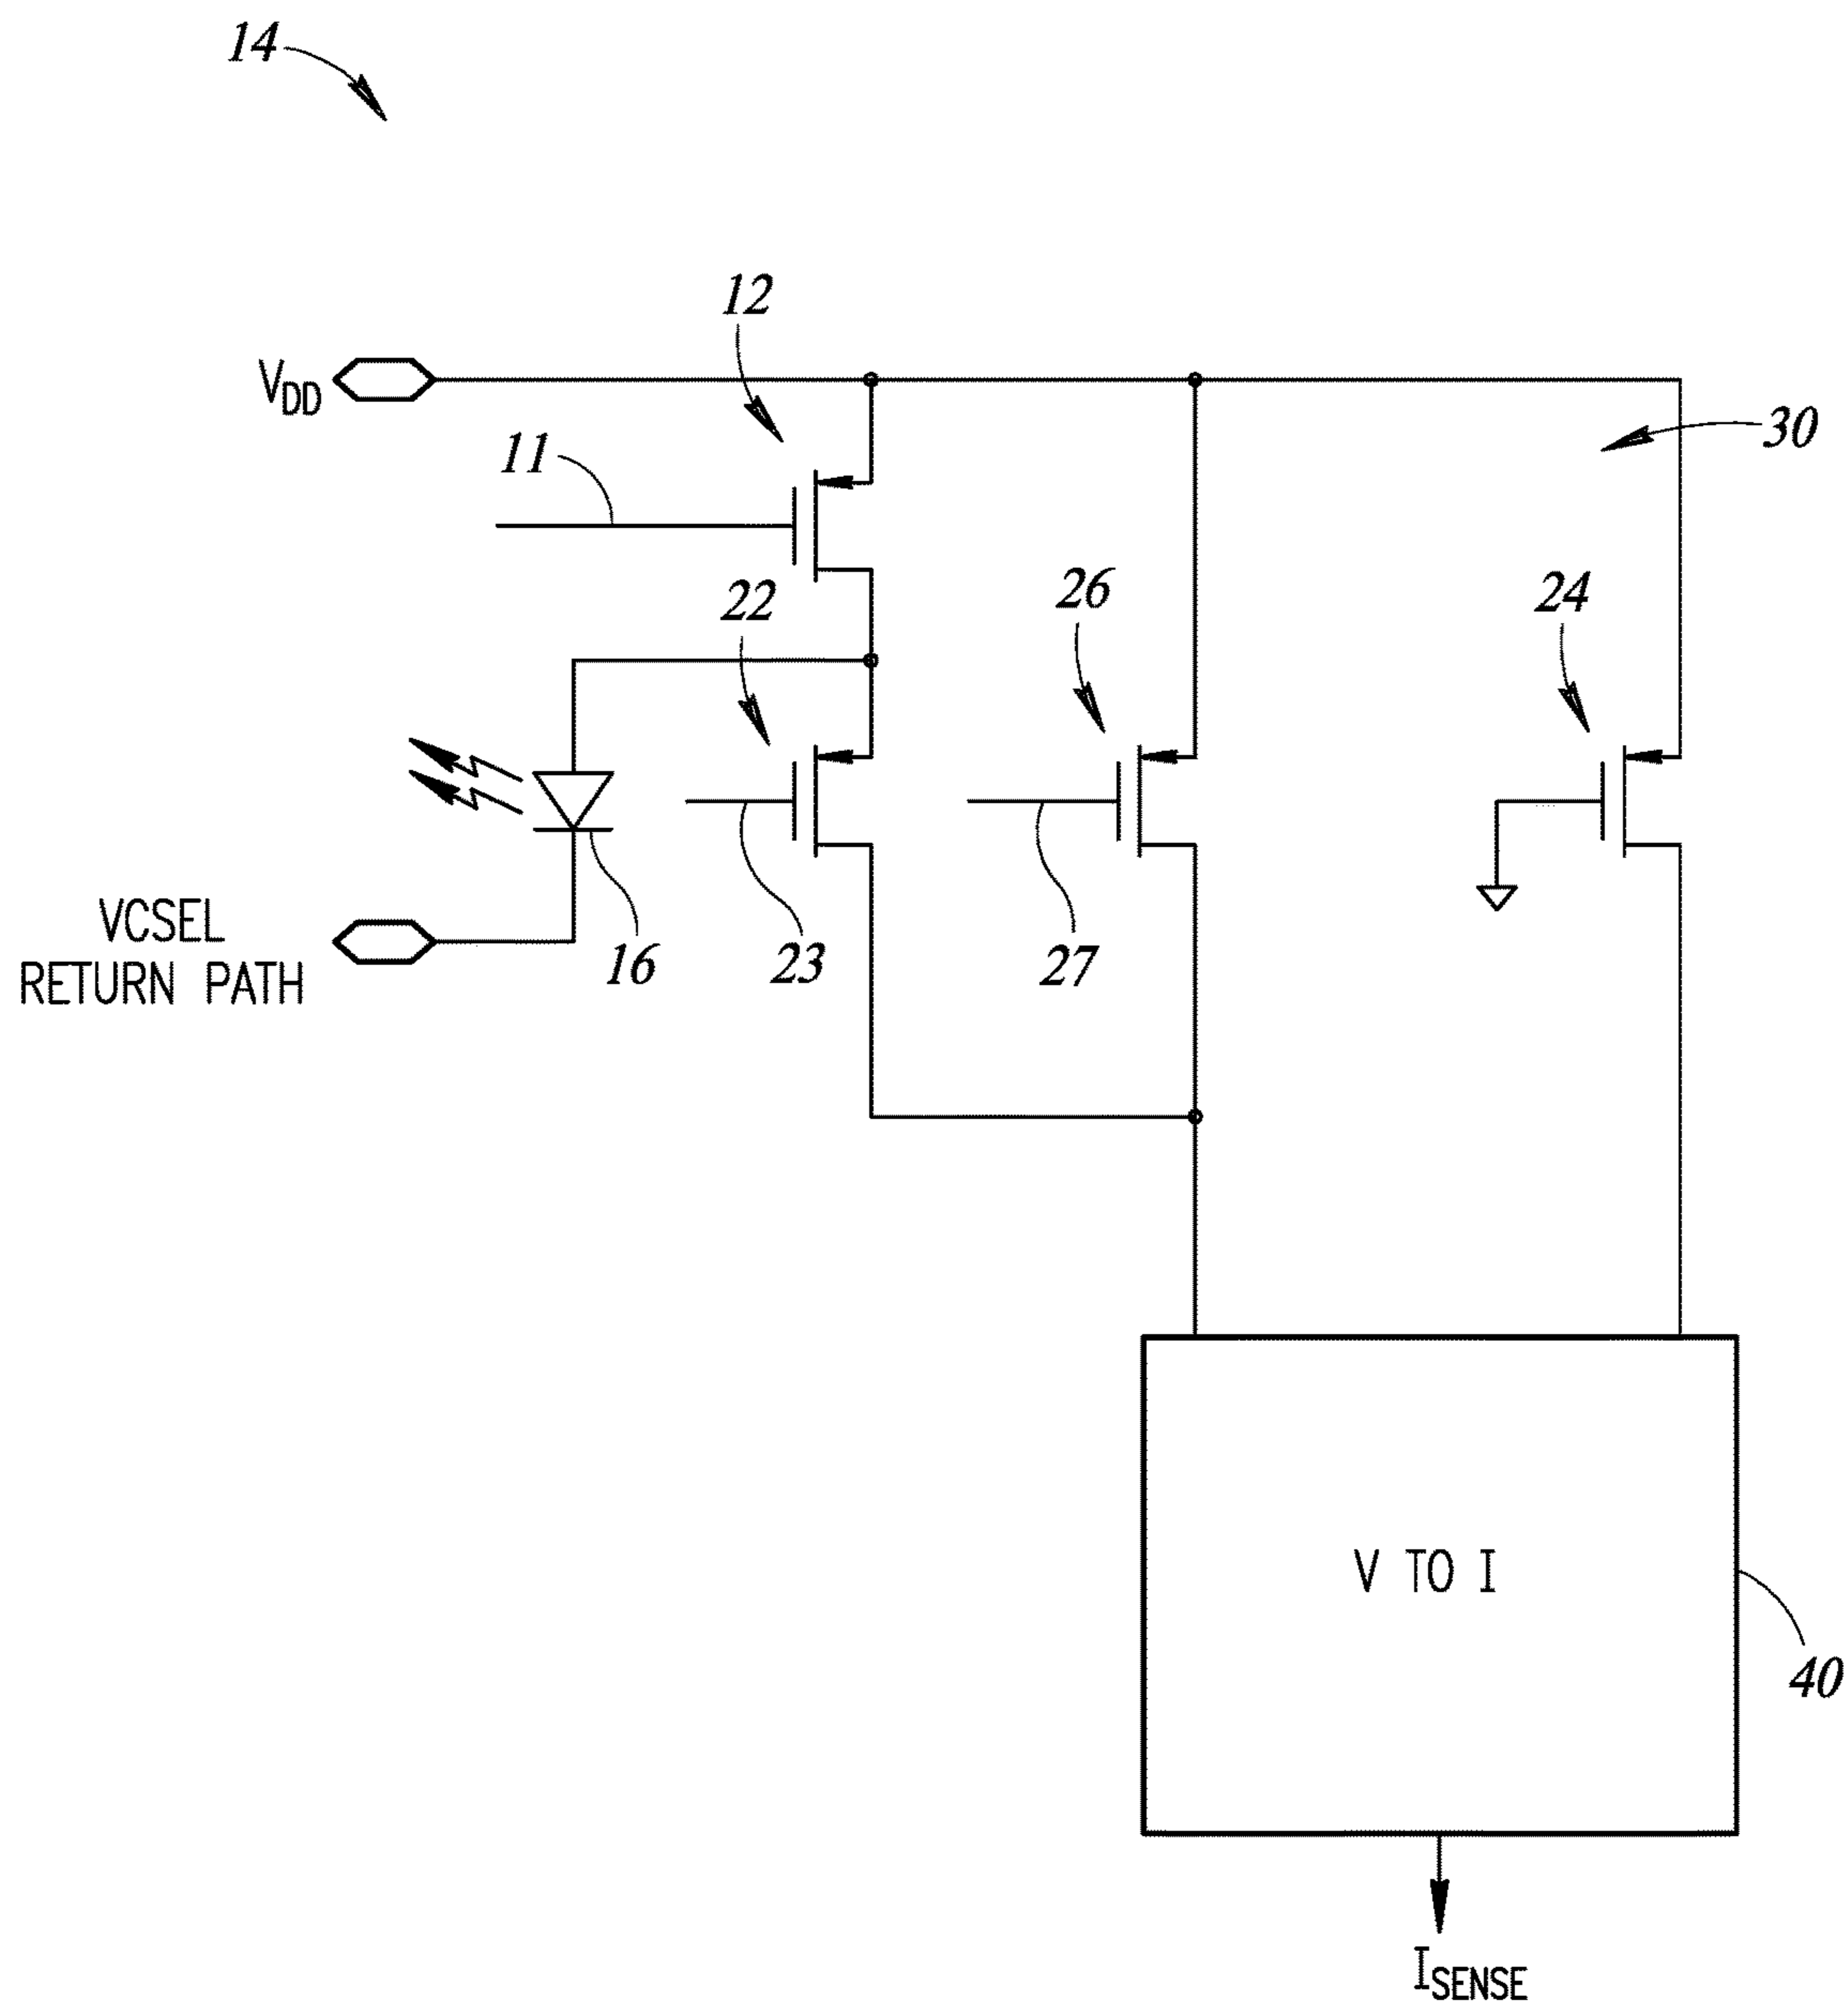 14
12
VDD
30
11
22
26
24
VCSEL
RETURN PATH
16
23
27
V TO I
40
ISENSE